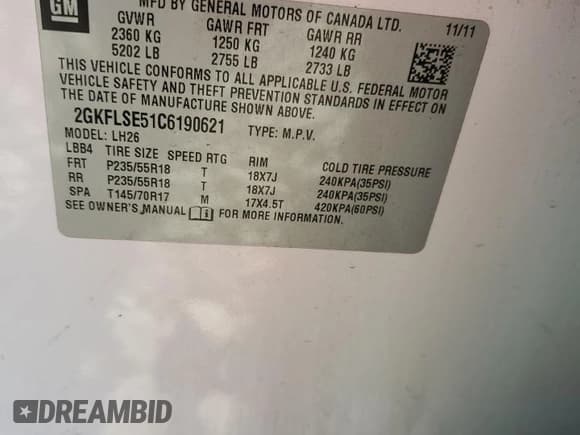 GM
MFD BY GENERAL MOTORS OF CANADA LTD.
GVWR GAWR FRT GAWR RR 11/11
2360 KG 1250 KG 1240 KG
5202 LB 2755 LB 2733 LB
THIS VEHICLE CONFORMS TO ALL APPLICABLE U.S. FEDERAL MOTOR
VEHICLE SAFETY AND THEFT PREVENTION STANDARDS IN EFFECT ON
THE DATE OF MANUFACTURE SHOWN ABOVE.
2GKFLSE51C6190621 TYPE: M.P.V.
MODEL: LH26
LBB4 TIRE SIZE SPEED RTG RIM COLD TIRE PRESSURE
FRT P235/55R18 T 18X7J 240KPA(35PSI)
RR P235/55R18 T 18X7J 240KPA(35PSI)
SPA T145/70R17 M 17X4.5T 420KPA(60PSI)
SEE OWNER'S MANUAL FOR MORE INFORMATION.
DREAMBID